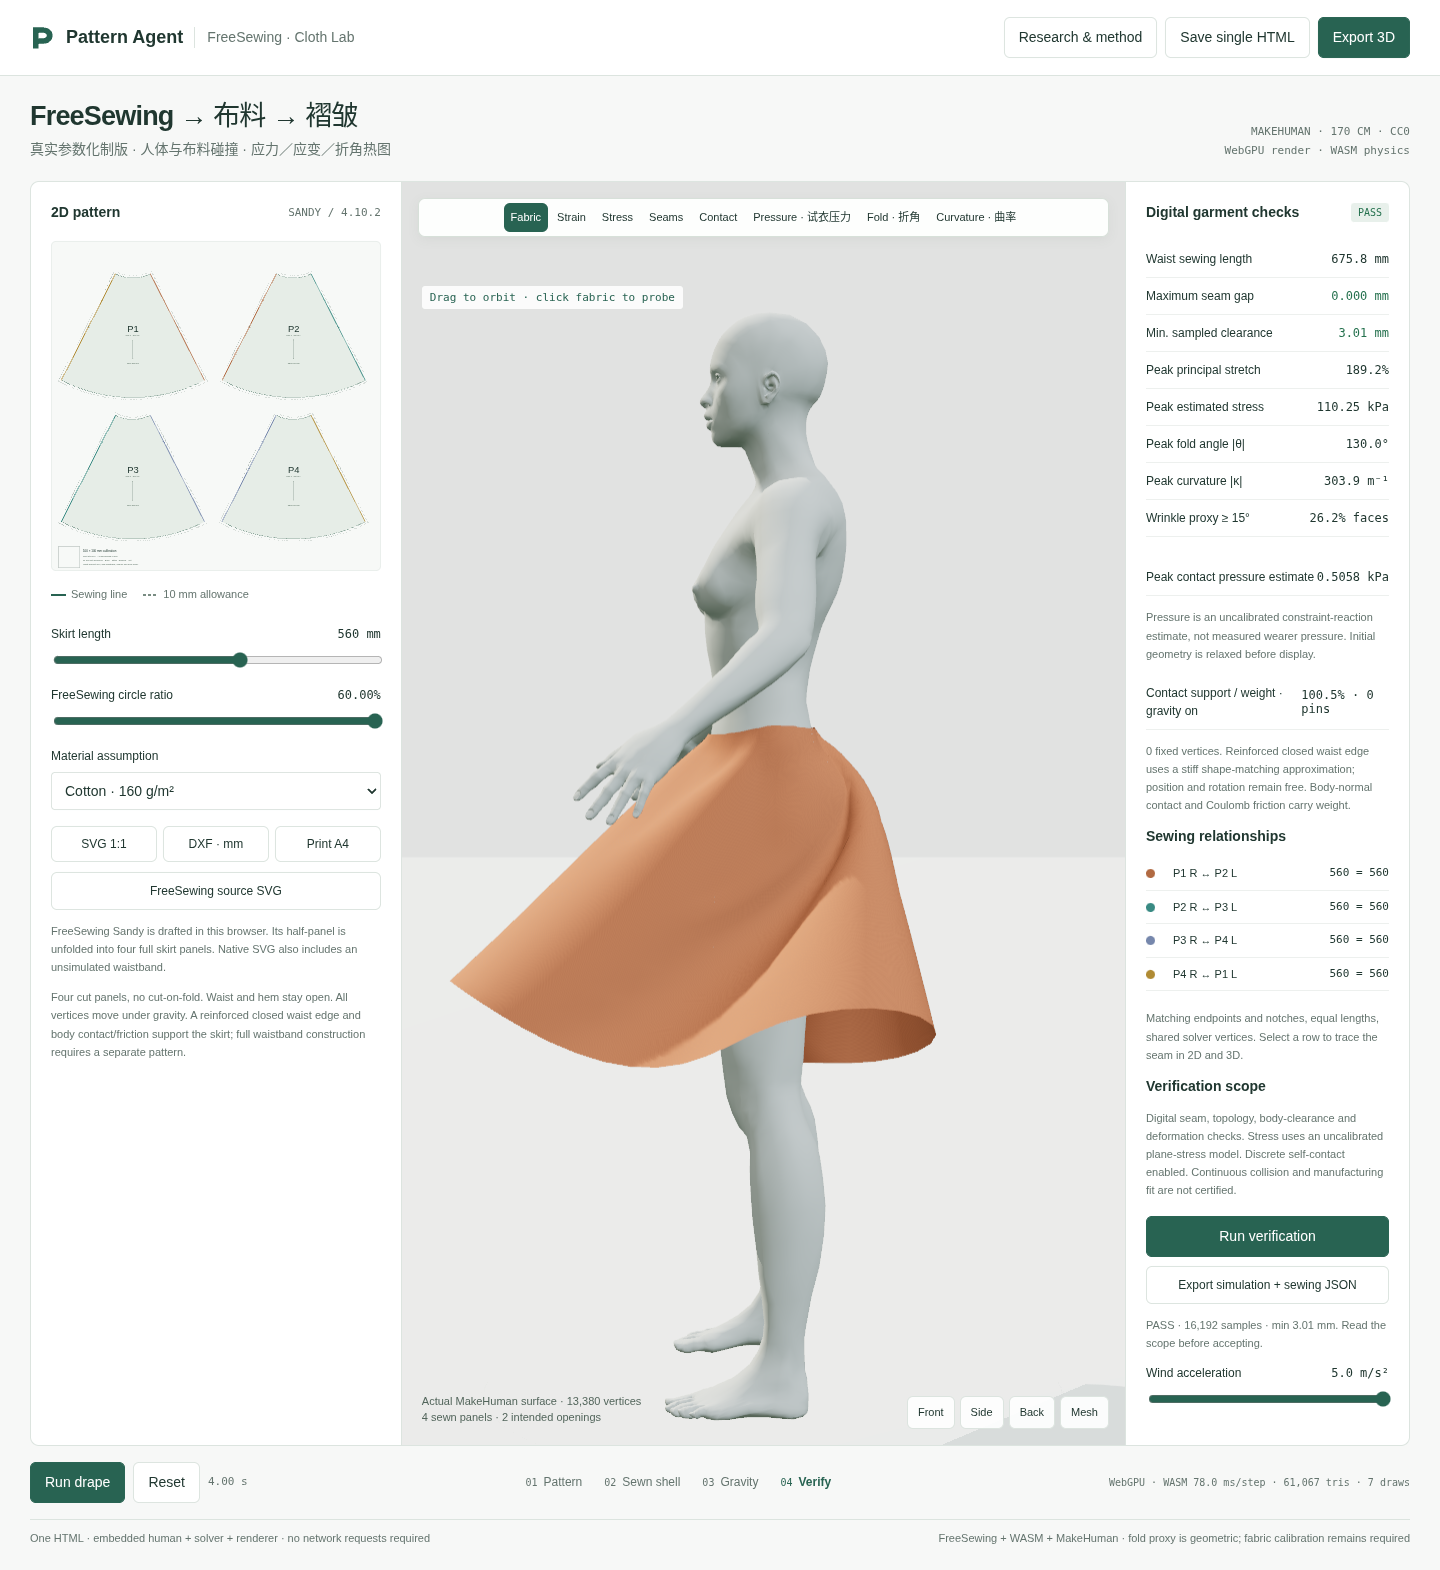 Pattern Agent
FreeSewing · Cloth Lab
Research & method
Save single HTML
Export 3D
FreeSewing → 布料 → 褶皱
真实参数化制版 · 人体与布料碰撞 · 应力／应变／折角热图
MAKEHUMAN · 170 CM · CC0
WebGPU render · WASM physics
2D pattern
SANDY / 4.10.2
P1
P2
P3
P4
Sewing line
10 mm allowance
Skirt length
560 mm
FreeSewing circle ratio
60.00%
Material assumption
Cotton · 160 g/m²
SVG 1:1
DXF · mm
Print A4
FreeSewing source SVG
FreeSewing Sandy is drafted in this browser. Its half-panel is
unfolded into four full skirt panels. Native SVG also includes an
unsimulated waistband.
Four cut panels, no cut-on-fold. Waist and hem stay open. All
vertices move under gravity. A reinforced closed waist edge and
body contact/friction support the skirt; full waistband construction
requires a separate pattern.
Fabric
Strain
Stress
Seams
Contact
Pressure · 试衣压力
Fold · 折角
Curvature · 曲率
Drag to orbit · click fabric to probe
Actual MakeHuman surface · 13,380 vertices
4 sewn panels · 2 intended openings
Front
Side
Back
Mesh
Digital garment checks
PASS
Waist sewing length
675.8 mm
Maximum seam gap
0.000 mm
Min. sampled clearance
3.01 mm
Peak principal stretch
189.2%
Peak estimated stress
110.25 kPa
Peak fold angle |θ|
130.0°
Peak curvature |κ|
303.9 m⁻¹
Wrinkle proxy ≥ 15°
26.2% faces
Peak contact pressure estimate
0.5058 kPa
Pressure is an uncalibrated constraint-reaction
estimate, not measured wearer pressure. Initial
geometry is relaxed before display.
Contact support / weight ·
gravity on
100.5% · 0
pins
0 fixed vertices. Reinforced closed waist edge
uses a stiff shape-matching approximation;
position and rotation remain free. Body-normal
contact and Coulomb friction carry weight.
Sewing relationships
P1 R ↔ P2 L
560 = 560
P2 R ↔ P3 L
560 = 560
P3 R ↔ P4 L
560 = 560
P4 R ↔ P1 L
560 = 560
Matching endpoints and notches, equal lengths,
shared solver vertices. Select a row to trace the
seam in 2D and 3D.
Verification scope
Digital seam, topology, body-clearance and
deformation checks. Stress uses an uncalibrated
plane-stress model. Discrete self-contact
enabled. Continuous collision and manufacturing
fit are not certified.
Run verification
Export simulation + sewing JSON
PASS · 16,192 samples · min 3.01 mm. Read the
scope before accepting.
Wind acceleration
5.0 m/s²
Run drape
Reset
4.00 s
01 Pattern
02 Sewn shell
03 Gravity
04 Verify
WebGPU · WASM 78.0 ms/step · 61,067 tris · 7 draws
One HTML · embedded human + solver + renderer · no network requests required
FreeSewing + WASM + MakeHuman · fold proxy is geometric; fabric calibration remains required